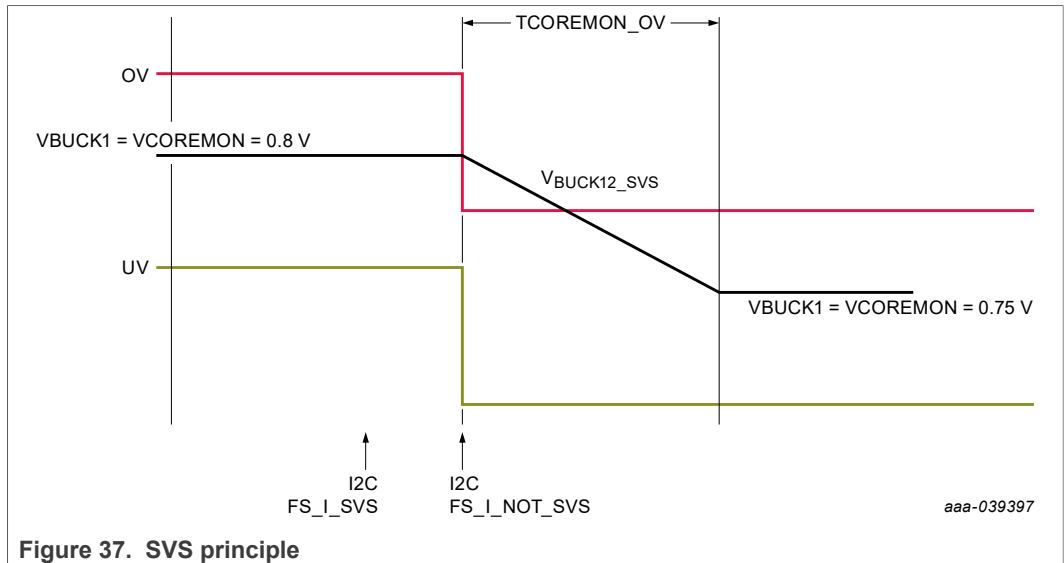 TCOREMON_OV
OV
VBUCK1 = VCOREMON = 0.8 V
VBUCK12_SVS
UV
VBUCK1 = VCOREMON = 0.75 V
I2C
FS_I_SVS
I2C
FS_I_NOT_SVS
aaa-039397
Figure 37. SVS principle